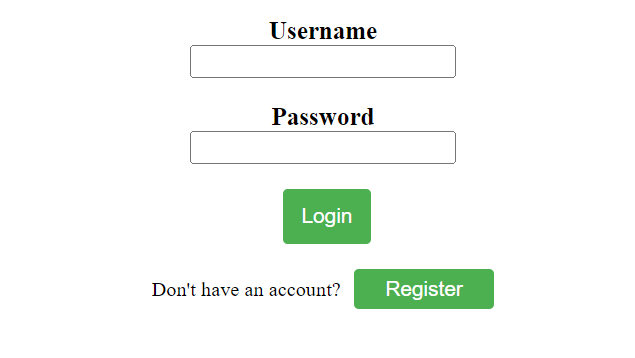 Username
Password
Login
Don't have an account? Register